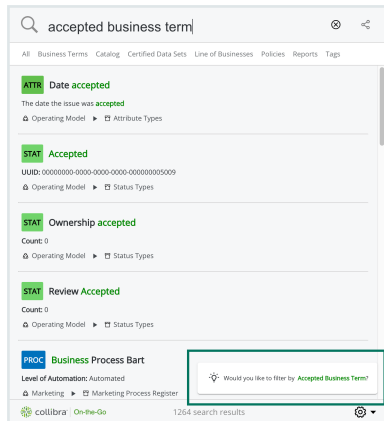 accepted business term
All Business Terms Catalog Certified Data Sets Line of Businesses Policies Reports Tags
ATTR Date accepted
The date the issue was accepted
Operating Model ▶ Attribute Types
STAT Accepted
UUID: 00000000-0000-0000-0000-000000005009
Operating Model ▶ Status Types
STAT Ownership accepted
Count: 0
Operating Model ▶ Status Types
STAT Review Accepted
Count: 0
Operating Model ▶ Status Types
PROC Business Process Bart
Level of Automation: Automated
Would you like to filter by Accepted Business Term?
Marketing ▶ Marketing Process Register
collibra On-the-Go 1264 search results